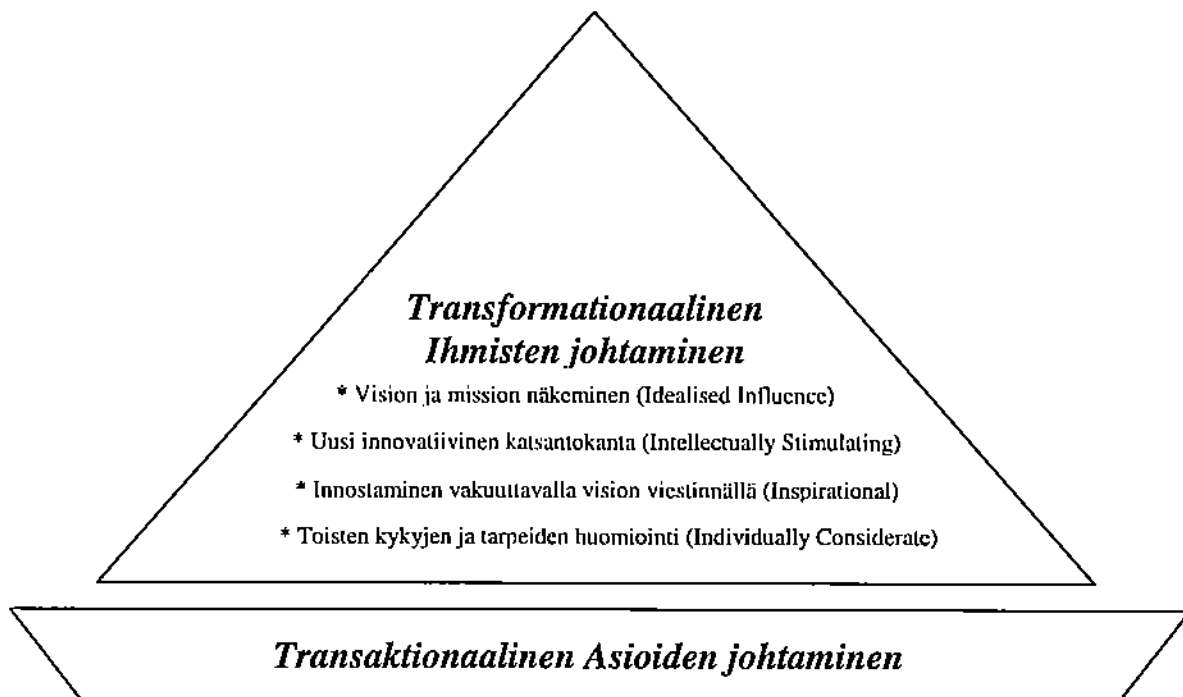 Transformationaalinen
Ihmisten johtaminen
* Vision ja mission näkeminen (Idealised Influence)
* Uusi innovatiivinen katsantokanta (Intellectually Stimulating)
* Innostaminen vakuuttavalla vision viestinnällä (Inspirational)
* Toisten kykyjen ja tarpeiden huomiointi (Individually Considerate)
Transaktionaalinen Asioiden johtaminen